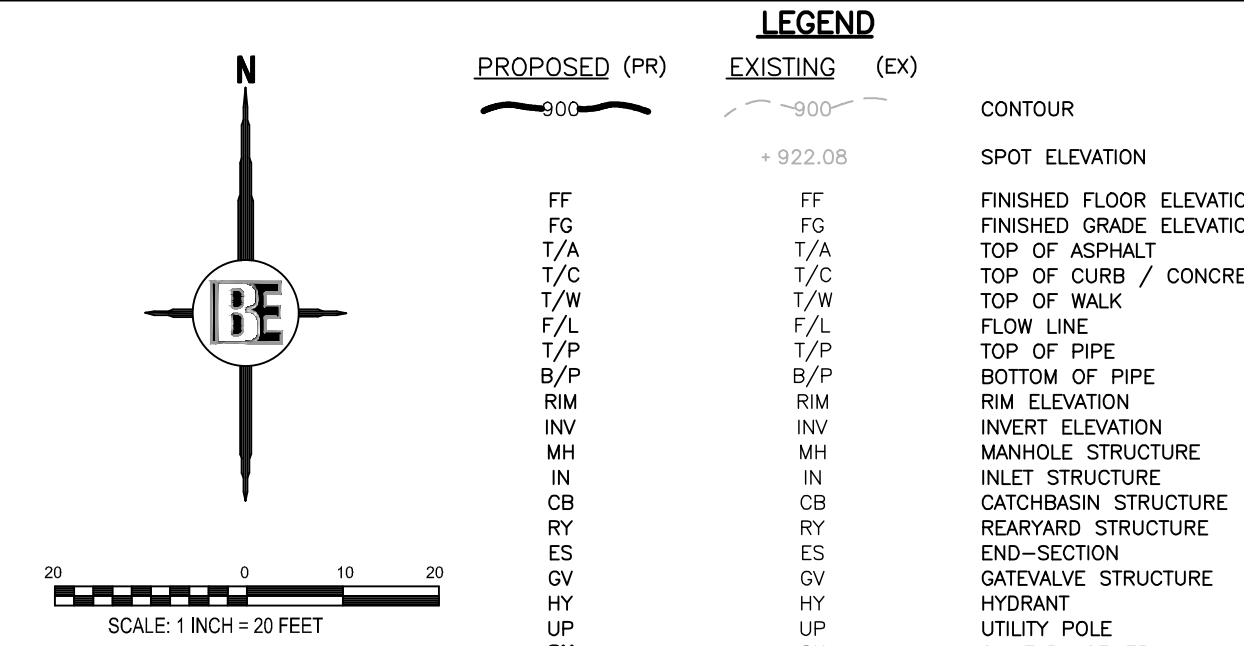 LEGEND
N
PROPOSED (PR) EXISTING (EX)
900 900 CONTOUR
+ 922.08 SPOT ELEVATION
FF FF FINISHED FLOOR
FG FG FINISHED GRADE
T/A T/A TOP OF ASPHALT
T/C T/C TOP OF CURB /
T/W T/W TOP OF WALK
BE
F/L F/L FLOW LINE
T/P T/P TOP OF PIPE
B/P B/P BOTTOM OF PIPE
RIM RIM RIM ELEVATION
INV INV INVERT ELEVATION
MH MH MANHOLE STRUCTURE
IN IN INLET STRUCTURE
CB CB CATCHBASIN STRUCTURE
RY RY REARYARD STRUCTURE
ES ES END-SECTION
GV GV GATEVALVE STRUCTURE
HY HY HYDRANT
UP UP UTILITY POLE
20 0 10 20
SCALE: 1 INCH = 20 FEET